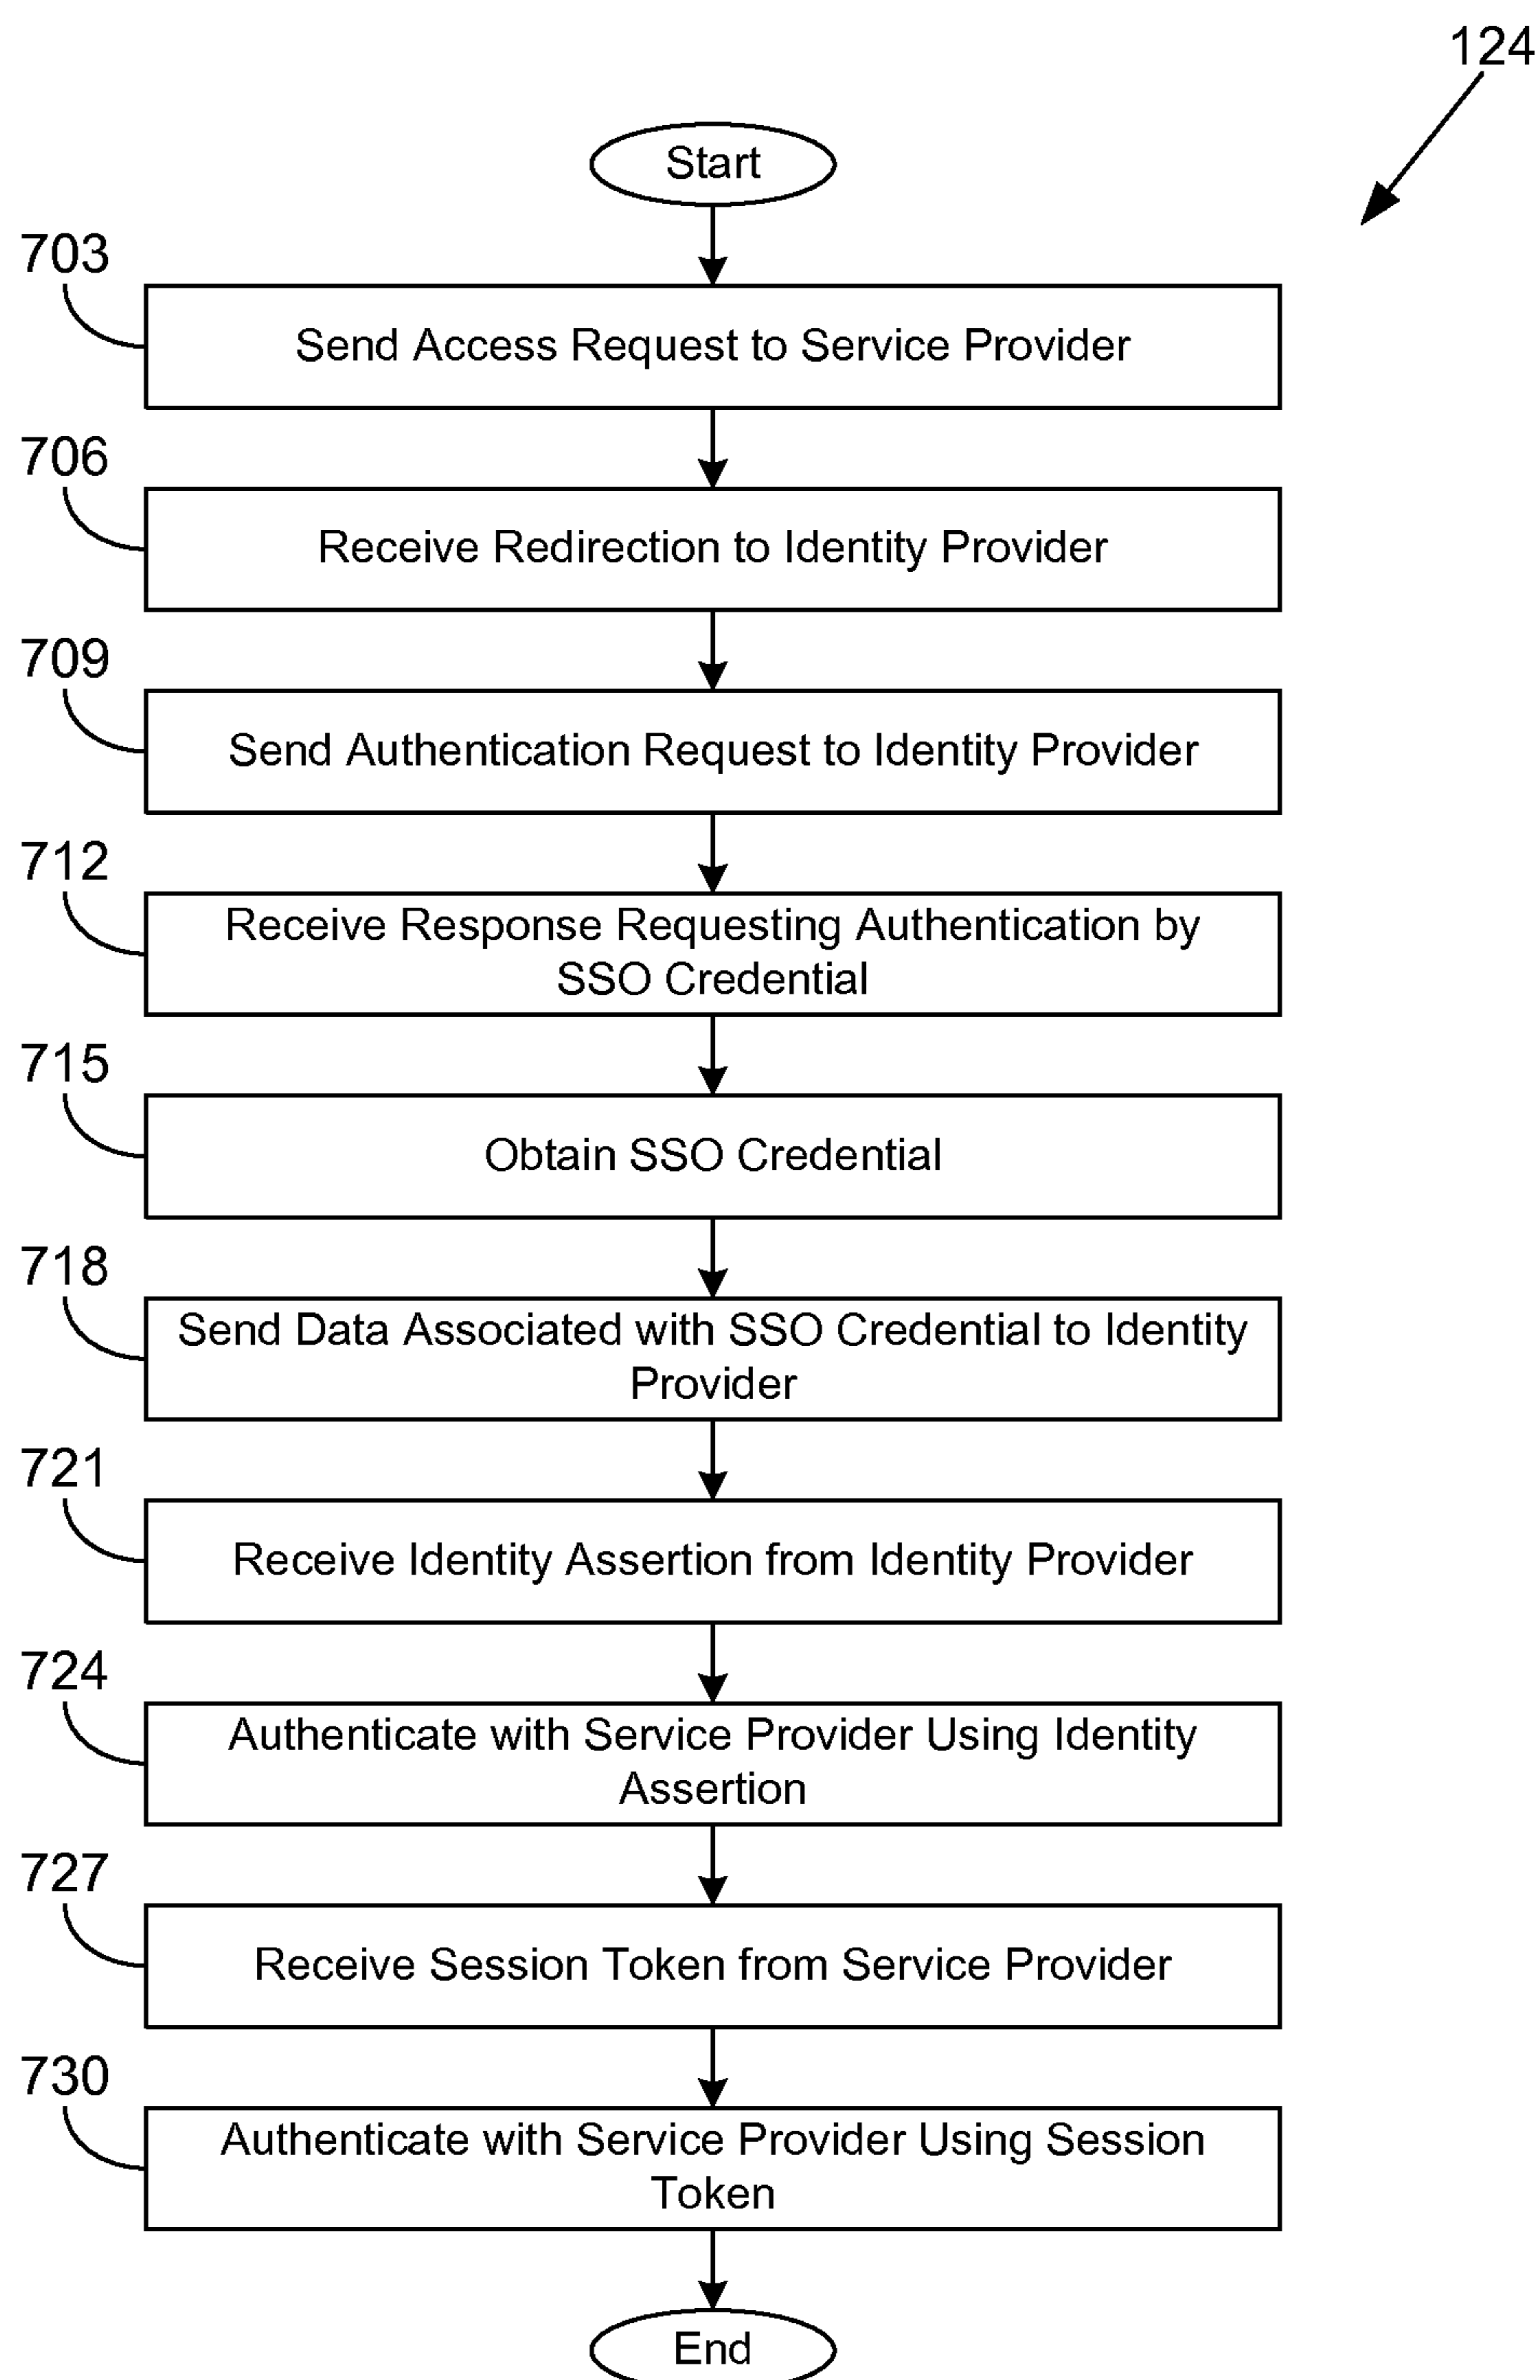 124
Start
703
Send Access Request to Service Provider
706
Receive Redirection to Identity Provider
709
Send Authentication Request to Identity Provider
712
Receive Response Requesting Authentication by
SSO Credential
715
Obtain SSO Credential
718
Send Data Associated with SSO Credential to Identity
Provider
721
Receive Identity Assertion from Identity Provider
724
Authenticate with Service Provider Using Identity
Assertion
727
Receive Session Token from Service Provider
730
Authenticate with Service Provider Using Session
Token
End